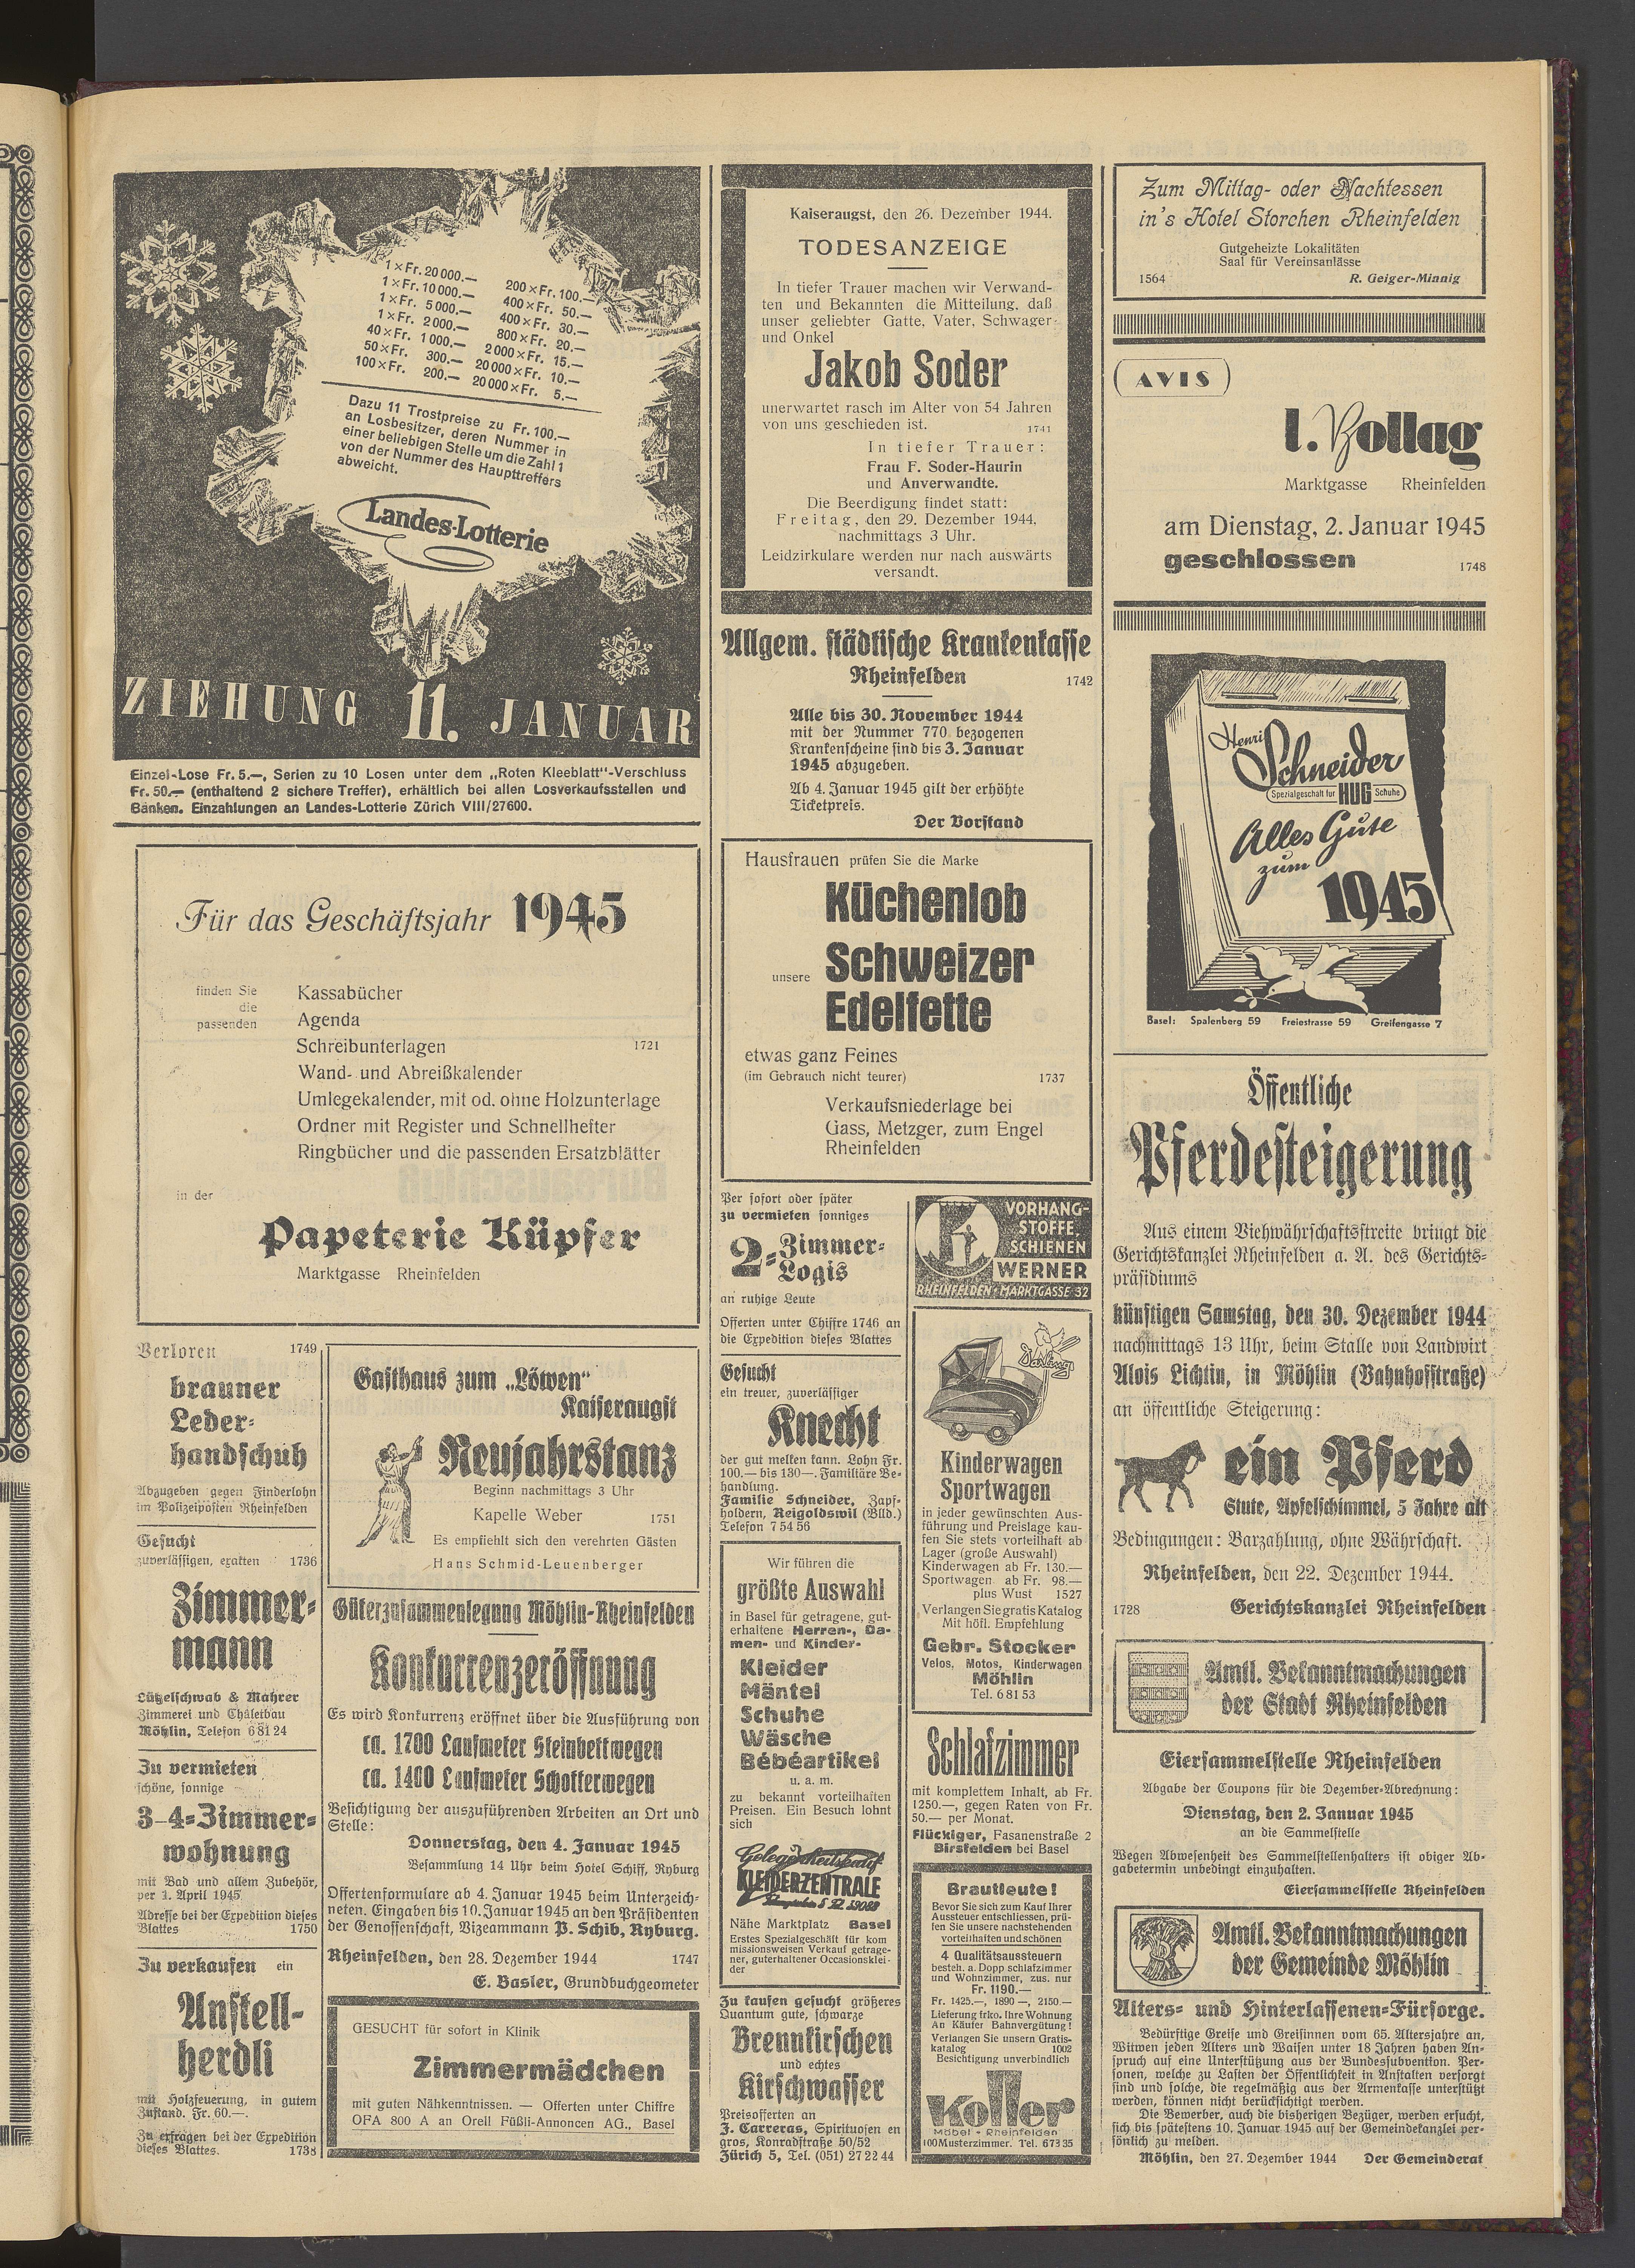 1 × Fr. 20 000.—
1 × Fr. 10 000.—
1 × Fr. 5 000.—
1 × Fr. 2 000.—
40 × Fr. 1 000.—
50 × Fr. 300.—
100 × Fr. 200.—
200 × Fr. 100.—
400 × Fr. 50.—
400 × Fr. 30.—
800 × Fr. 20.—
2 000 × Fr. 15.—
20 000 × Fr. 10.—
20 000 × Fr. 5.—
Dazu 11 Trostpreise zu Fr. 100.—
an Losbesitzer, deren Nummer in
einer beliebigen Stelle um die Zahl 1
von der Nummer des Haupttreffers
abweicht.
Landes-Lotterie
ZIEHUNG 11. JANUAR
Einzel-Lose Fr. 5.—, Serien zu 10 Losen unter dem „Roten Kleeblatt"-Verschluss
Fr. 50.— (enthaltend 2 sichere Treffer), erhältlich bei allen Losverkaufsstellen und
Banken. Einzahlungen an Landes-Lotterie Zürich VIII/27600.
Für das Geschäftsjahr 1945
finden Sie
die
passenden
Kassabücher
Agenda
Schreibunterlagen 1721
Wand- und Abreißkalender
Umlegekalender, mit od. ohne Holzunterlage
Ordner mit Register und Schnellhefter
Ringbücher und die passenden Ersatzblätter
in der
Papeterie Küpfer
Marktgasse Rheinfelden
Verloren 1749
brauner
Leder-
handschuh
Abzugeben gegen Finderlohn
im Polizeiposten Rheinfelden
Gesucht
zuverlässigen, exakten 1736
Zimmer-
mann
Lützelschwab & Mahrer
Zimmerei und Chaletbau
Möhlin, Telefon 6 81 24
Zu vermieten
schöne, sonnige
3-4-Zimmer-
wohnung
mit Bad und allem Zubehör,
per 1. April 1945
Adresse bei der Expedition dieses
Blattes 1750
Zu verkaufen ein
Anstell-
herdli
mit Holzfeuerung, in gutem
Zustand. Fr. 60.—.
Zu erfragen bei der Expedition
dieses Blattes. 1738
Gasthaus zum „Löwen"
Kaiseraugst
Neujahrstanz
Beginn nachmittags 3 Uhr
Kapelle Weber 1751
Es empfiehlt sich den verehrten Gästen
Hans Schmid-Leuenberger
Güterzusammenlegung Möhlin-Rheinfelden
Konkurrenzeröffnung
Es wird Konkurrenz eröffnet über die Ausführung von
ca. 1700 Laufmeter Steinbettwegen
ca. 1400 Laufmeter Schotterwegen
Besichtigung der auszuführenden Arbeiten an Ort und
Stelle:
Donnerstag, den 4. Januar 1945
Besammlung 14 Uhr beim Hotel Schiff, Ryburg
Offertenformulare ab 4. Januar 1945 beim Unterzeich-
neten. Eingaben bis 10. Januar 1945 an den Präsidenten
der Genossenschaft, Vizeammann P. Schib, Ryburg.
Rheinfelden, den 28. Dezember 1944 1747
E. Basler, Grundbuchgeometer
GESUCHT für sofort in Klinik
Zimmermädchen
mit guten Nähkenntnissen. — Offerten unter Chiffre
OFA 800 A an Orell Füßli-Annoncen AG., Basel
Kaiseraugst, den 26. Dezember 1944.
TODESANZEIGE
In tiefer Trauer machen wir Verwand-
ten und Bekannten die Mitteilung, daß
unser geliebter Gatte, Vater, Schwager
und Onkel
Jakob Soder
unerwartet rasch im Alter von 54 Jahren
von uns geschieden ist. 1741
In tiefer Trauer:
Frau F. Soder-Haurin
und Anverwandte.
Die Beerdigung findet statt:
Freitag, den 29. Dezember 1944,
nachmittags 3 Uhr.
Leidzirkulare werden nur nach auswärts
versandt.
Allgem. städtische Krankenkasse
Rheinfelden 1742
Alle bis 30. November 1944
mit der Nummer 770 bezogenen
Krankenscheine sind bis 3. Januar
1945 abzugeben.
Ab 4. Januar 1945 gilt der erhöhte
Ticketpreis.
Der Vorstand
Hausfrauen prüfen Sie die Marke
Küchenlob
unsere Schweizer
Edelfette
etwas ganz Feines
(im Gebrauch nicht teurer) 1737
Verkaufsniederlage bei
Gass, Metzger, zum Engel
Rheinfelden
Per sofort oder später
zu vermieten sonniges
2-Zimmer-
Logis
an ruhige Leute
Offerten unter Chiffre 1746 an
die Expedition dieses Blattes
Gesucht
ein treuer, zuverlässiger
Knecht
der gut melken kann. Lohn Fr.
100.— bis 130—. Familiäre Be-
handlung.
Familie Schneider, Zapf-
holdern, Reigoldswil (Bld.)
Telefon 7 54 56
Wir führen die
größte Auswahl
in Basel für getragene, gut-
erhaltene Herren-, Da-
men- und Kinder-
Kleider
Mäntel
Schuhe
Wäsche
Bébéartikel
u. a. m.
zu bekannt vorteilhaften
Preisen. Ein Besuch lohnt
sich
Gelegenheitskauf
KLEIDERZENTRALE
Nähe Marktplatz Basel
Erstes Spezialgeschäft für kom
missionsweisen Verkauf getrage-
ner, guterhaltener Occasionsklei-
der
Zu kaufen gesucht größeres
Quantum gute, schwarze
Brennkirschen
und echtes
Kirschwasser
Preisofferten an
J. Carreras, Spirituosen en
gros, Konradstraße 50/52
Zürich 5, Tel. (051) 27 22 44
VORHANG-
STOFFE
SCHIENEN
WERNER
RHEINFELDEN • MARKTGASSE 32
Darling
Kinderwagen
Sportwagen
in jeder gewünschten Aus-
führung und Preislage kau-
fen Sie stets vorteilhaft ab
Lager (große Auswahl)
Kinderwagen ab Fr. 130.—
Sportwagen ab Fr. 98.—
plus Wust 1527
Verlangen Sie gratis Katalog
Mit höfl. Empfehlung
Gebr. Stocker
Velos, Motos, Kinderwagen
Möhlin
Tel. 6 81 53
Schlafzimmer
mit komplettem Inhalt, ab Fr.
1250.—, gegen Raten von Fr.
50.— per Monat.
Flückiger, Fasanenstraße 2
Birsfelden bei Basel
Brautleute!
Bevor Sie sich zum Kauf Ihrer
Aussteuer entschliessen, prü-
fen Sie unsere nachstehenden
vorteilhaften und schönen
4 Qualitätsaussteuern
besteh. a. Dopp schlafzimmer
und Wohnzimmer, zus. nur
Fr. 1190.—
Fr. 1425.—, 1890 —, 2150.—
Lieferung frko. Ihre Wohnung
An Käufer Bahnvergütung!
Verlangen Sie unsern Gratis-
katalog 1002
Besichtigung unverbindlich
Koller
Möbel - Rheinfelden
100 Musterzimmer. Tel. 6 73 35
Zum Mittag- oder Nachtessen
in's Hotel Storchen Rheinfelden
Gutgeheizte Lokalitäten
Saal für Vereinsanlässe
1564 R. Geiger-Minnig
AVIS
l. Bollag
Marktgasse Rheinfelden
am Dienstag, 2. Januar 1945
geschlossen 1748
Henri
Schneider
Spezialgeschäft für HUG Schuhe
Alles Gute
zum
1945
Basel: Spalenberg 59 Freiestrasse 59 Greifengasse 7
Öffentliche
Pferdesteigerung
Aus einem Viehwährschaftsstreite bringt die
Gerichtskanzlei Rheinfelden a. A. des Gerichts-
präsidiums
künftigen Samstag, den 30. Dezember 1944
nachmittags 13 Uhr, beim Stalle von Landwirt
Alois Lichtin, in Möhlin (Bahnhofstraße)
an öffentliche Steigerung:
ein Pferd
Stute, Apfelschimmel, 5 Jahre alt
Bedingungen: Barzahlung, ohne Währschaft.
Rheinfelden, den 22. Dezember 1944.
1728 Gerichtskanzlei Rheinfelden
Amtl. Bekanntmachungen
der Stadt Rheinfelden
Eiersammelstelle Rheinfelden
Abgabe der Coupons für die Dezember-Abrechnung:
Dienstag, den 2. Januar 1945
an die Sammelstelle
Wegen Abwesenheit des Sammelstellenhalters ist obiger Ab-
gabetermin unbedingt einzuhalten.
Eiersammelstelle Rheinfelden
Amtl. Bekanntmachungen
der Gemeinde Möhlin
Alters- und Hinterlassenen-Fürsorge.
Bedürftige Greise und Greisinnen vom 65. Altersjahre an,
Witwen jeden Alters und Waisen unter 18 Jahren haben An-
spruch auf eine Unterstützung aus der Bundessubvention. Per-
sonen, welche zu Lasten der Öffentlichkeit in Anstalten versorgt
sind und solche, die regelmäßig aus der Armenkasse unterstützt
werden, können nicht berücksichtigt werden.
Die Bewerber, auch die bisherigen Bezüger, werden ersucht,
sich bis spätestens 10. Januar 1945 auf der Gemeindekanzlei per-
sönlich zu melden.
Möhlin, den 27. Dezember 1944 Der Gemeinderat